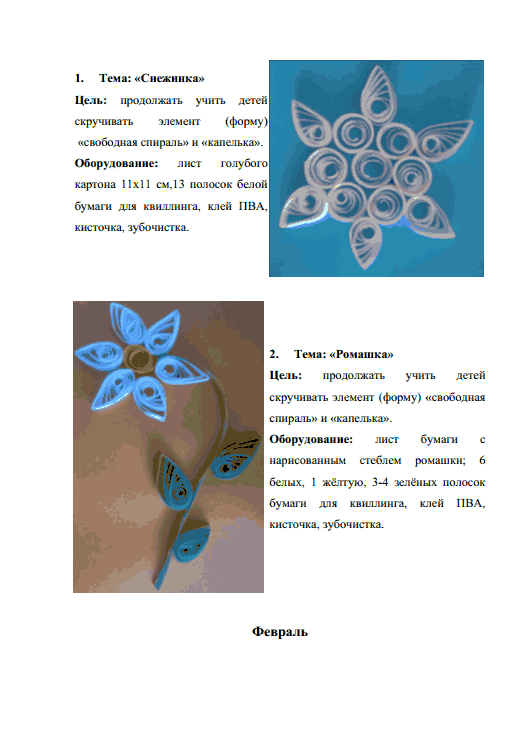 1. Тема: «Снежинка»
Цель: продолжать учить детей
скручивать элемент (форму)
«свободная спираль» и «капелька».
Оборудование: лист голубого
картона 11х11 см,13 полосок белой
бумаги для квиллинга, клей ПВА,
кисточка, зубочистка.
2. Тема: «Ромашка»
Цель: продолжать учить детей
скручивать элемент (форму) «свободная
спираль» и «капелька».
Оборудование: лист бумаги с
нарисованным стеблем ромашки; 6
белых, 1 жёлтую, 3-4 зелёных полосок
бумаги для квиллинга, клей ПВА,
кисточка, зубочистка.
Февраль